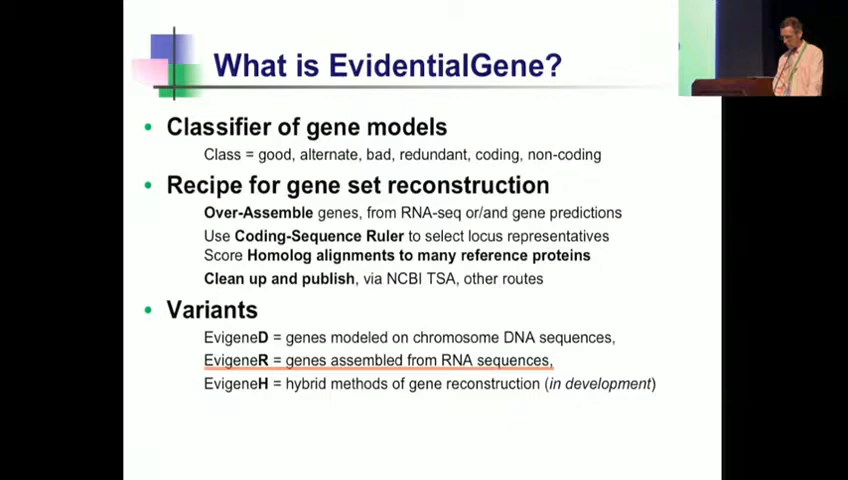 What is EvidentialGene?
• Classifier of gene models
Class = good, alternate, bad, redundant, coding, non-coding
• Recipe for gene set reconstruction
Over-Assemble genes, from RNA-seq or/and gene predictions
Use Coding-Sequence Ruler to select locus representatives
Score Homolog alignments to many reference proteins
Clean up and publish, via NCBI TSA, other routes
• Variants
EvigeneD = genes modeled on chromosome DNA sequences,
EvigeneR = genes assembled from RNA sequences,
EvigeneH = hybrid methods of gene reconstruction (in development)